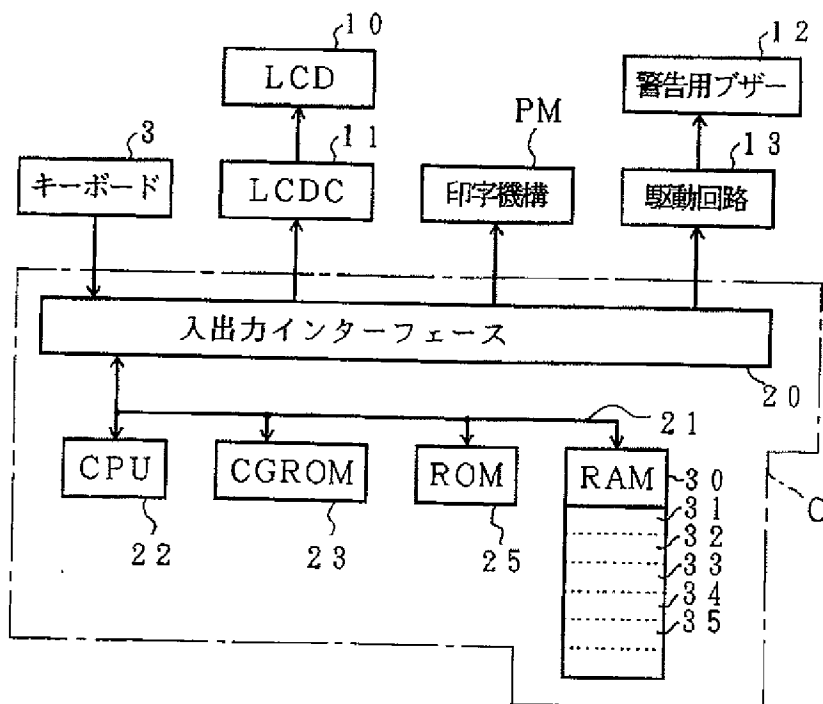 10
12
LCD
警告用ブザー
PM
3
11
13
キーボード
LCDC
印字機構
駆動回路
入出力インターフェース
20
21
CPU
CGROM
ROM
RAM
30
31
C
22
23
25
32
33
34
35